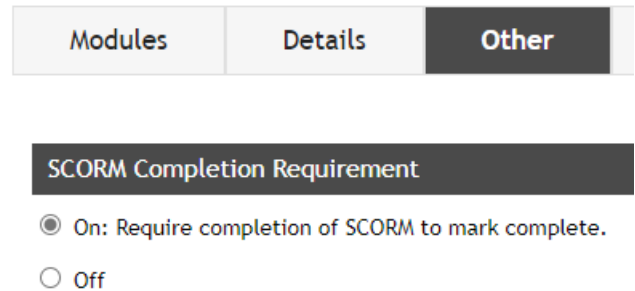 Modules Details Other
SCORM Completion Requirement
On: Require completion of SCORM to mark complete.
Off